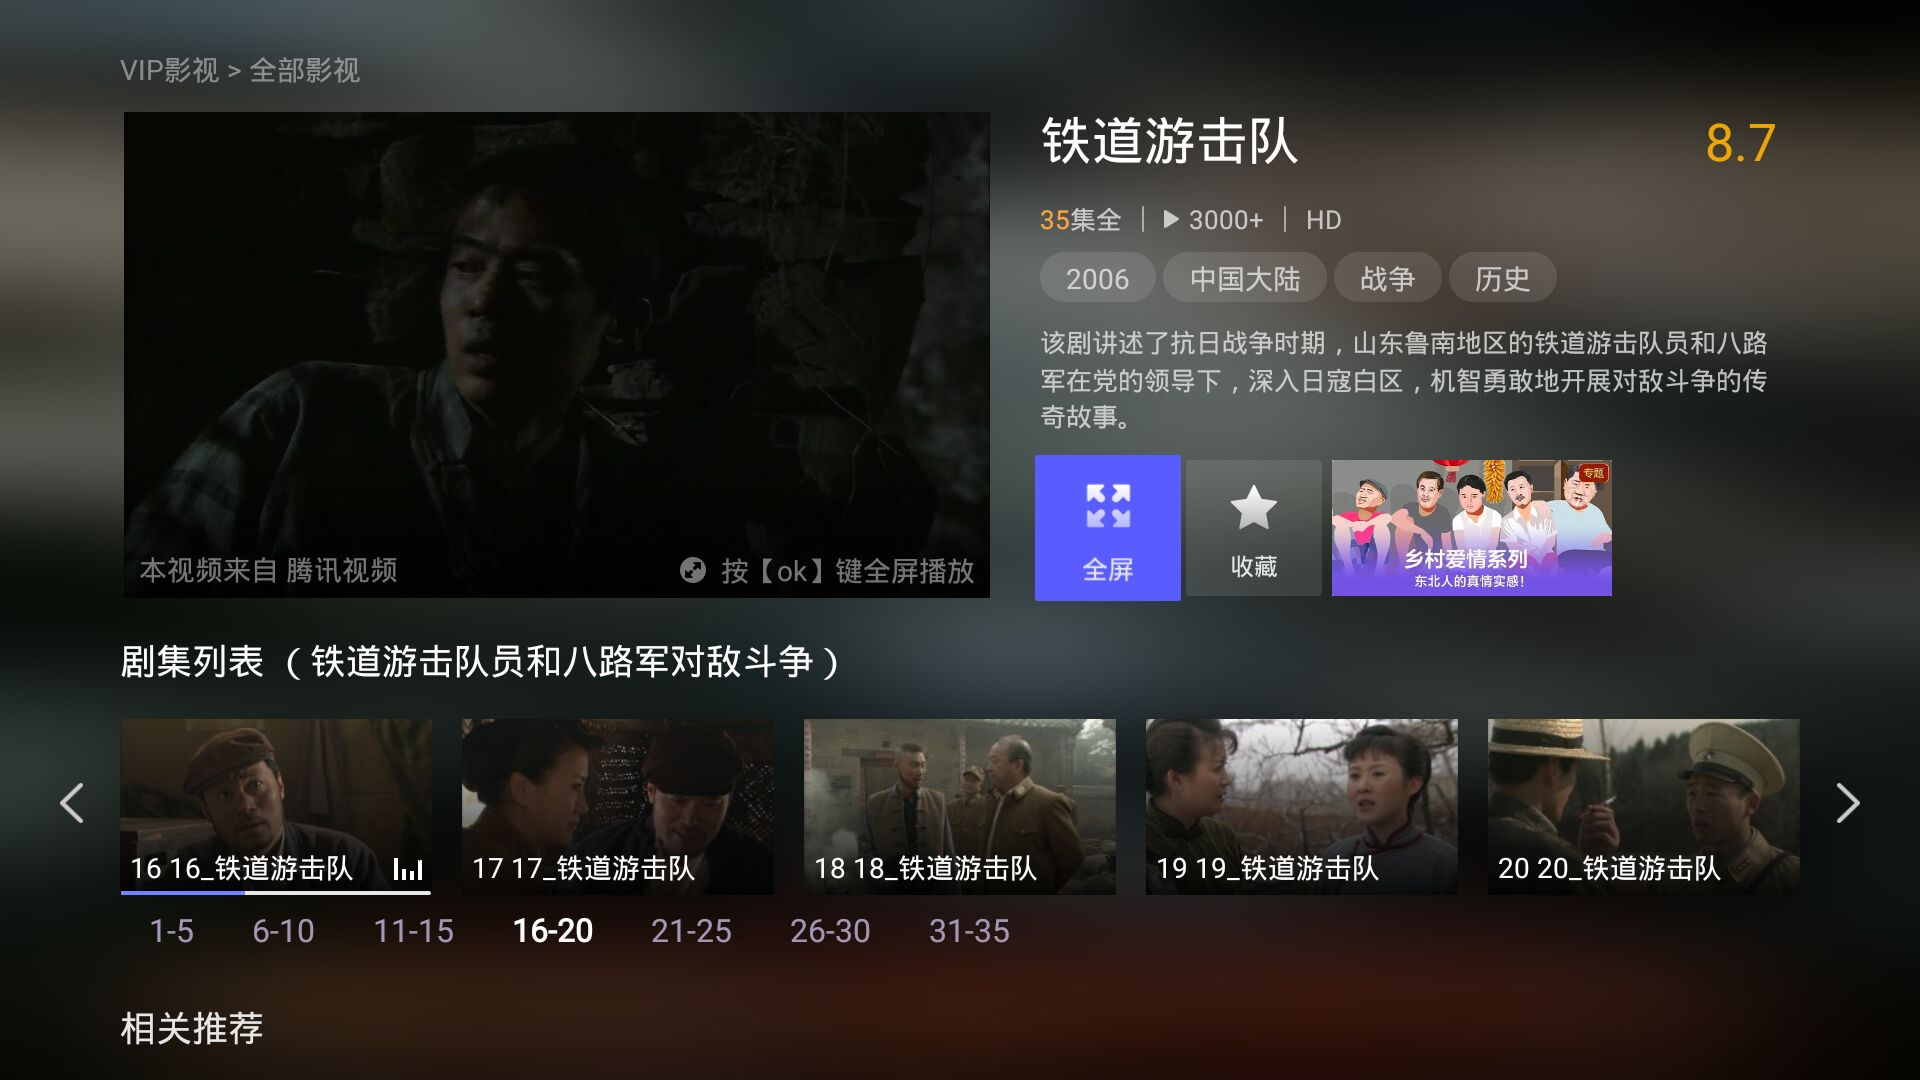 VIP影视 > 全部影视
铁道游击队
8.7
35集全 | 3000+ | HD
2006 中国大陆 战争 历史
该剧讲述了抗日战争时期，山东鲁南地区的铁道游击队员和八路
军在党的领导下，深入日寇白区，机智勇敢地开展对敌斗争的传
奇故事。
本视频来自 腾讯视频
按【ok】键全屏播放
全屏
收藏
专题
乡村爱情系列
东北人的真情实感！
剧集列表 （铁道游击队员和八路军对敌斗争）
16 16_铁道游击队
17 17_铁道游击队
18 18_铁道游击队
19 19_铁道游击队
20 20_铁道游击队
1-5 6-10 11-15 16-20 21-25 26-30 31-35
相关推荐